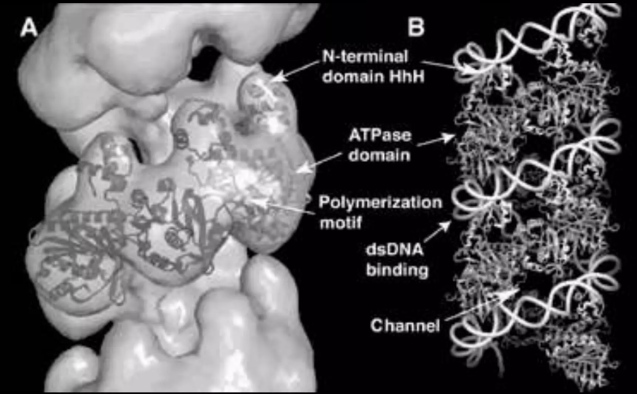 A
B
N-terminal
domain HhH
ATPase
domain
Polymerization
motif
dsDNA
binding
Channel